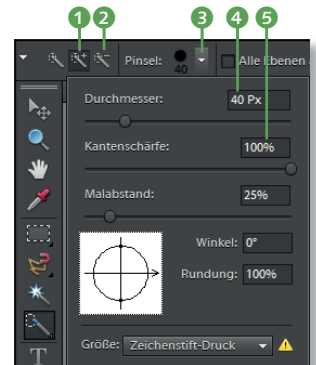 1 2 3 4 5
Pinsel: 40 Alle Ebenen
Durchmesser: 40 Px
Kantenschärfe: 100%
Malabstand: 25%
Winkel: 0°
Rundung: 100%
Größe: Zeichenstift-Druck
T